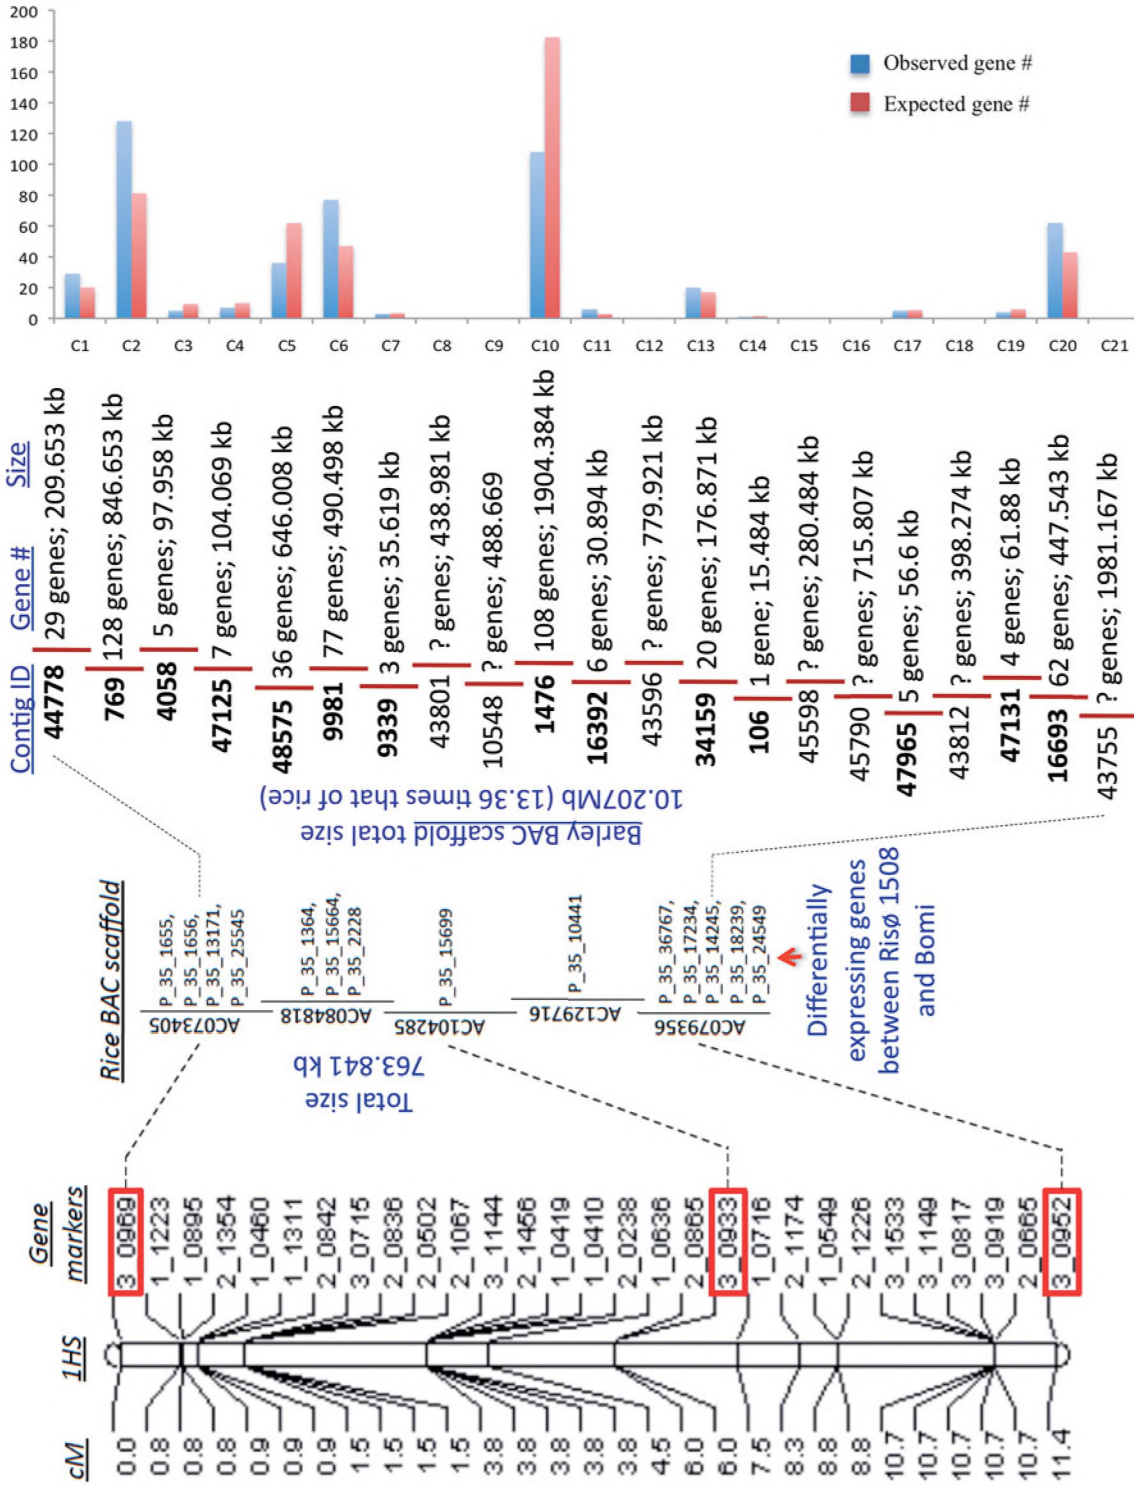 200
180
160
140
120
100
80
60
40
20
0
Observed gene #
Expected gene #
C1 C2 C3 C4 C5 C6 C7 C8 C9 C10 C11 C12 C13 C14 C15 C16 C17 C18 C19 C20 C21
Contig ID Gene # Size
44778 29 genes; 209.653 kb
769 128 genes; 846.653 kb
4058 5 genes; 97.958 kb
47125 7 genes; 104.069 kb
48575 36 genes; 646.008 kb
9981 77 genes; 490.498 kb
9339 3 genes; 35.619 kb
43801 ? genes; 438.981 kb
10548 ? genes; 488.669
1476 108 genes; 1904.384 kb
16392 6 genes; 30.894 kb
43596 ? genes; 779.921 kb
34159 20 genes; 176.871 kb
106 1 gene; 15.484 kb
45598 ? genes; 280.484 kb
45790 ? genes; 715.807 kb
47965 5 genes; 56.6 kb
43812 ? genes; 398.274 kb
47131 4 genes; 61.88 kb
16693 62 genes; 447.543 kb
43755 ? genes; 1981.167 kb
Barley BAC scaffold total size
10.207Mb (13.36 times that of rice)
Rice BAC scaffold
AC073405
P_35_1655,
P_35_1656,
P_35_13171,
P_35_25545
AC084818
P_35_1364,
P_35_15664,
P_35_2228
AC104285
P_35_15699
AC129716
P_35_10441
AC079356
P_35_36767,
P_35_17234,
P_35_14245,
P_35_18239,
P_35_24549
Total size
763.841 kb
Differentially
expressing genes
between Risø 1508
and Bomi
cM 1HS Gene
markers
0.0 3_0969
0.8 1_1223
0.8 1_0895
0.8 2_1354
0.9 1_0460
0.9 1_1311
0.9 2_0842
1.5 3_0715
1.5 2_0836
1.5 2_0502
1.5 2_1067
3.8 3_1144
3.8 2_1456
3.8 1_0419
3.8 1_0410
3.8 2_0238
4.5 1_0636
6.0 2_0865
6.0 3_0933
7.5 1_0716
8.3 2_1174
8.8 1_0549
8.8 2_1226
10.7 3_1533
10.7 3_1149
10.7 3_0817
10.7 3_0919
10.7 2_0665
11.4 3_0952